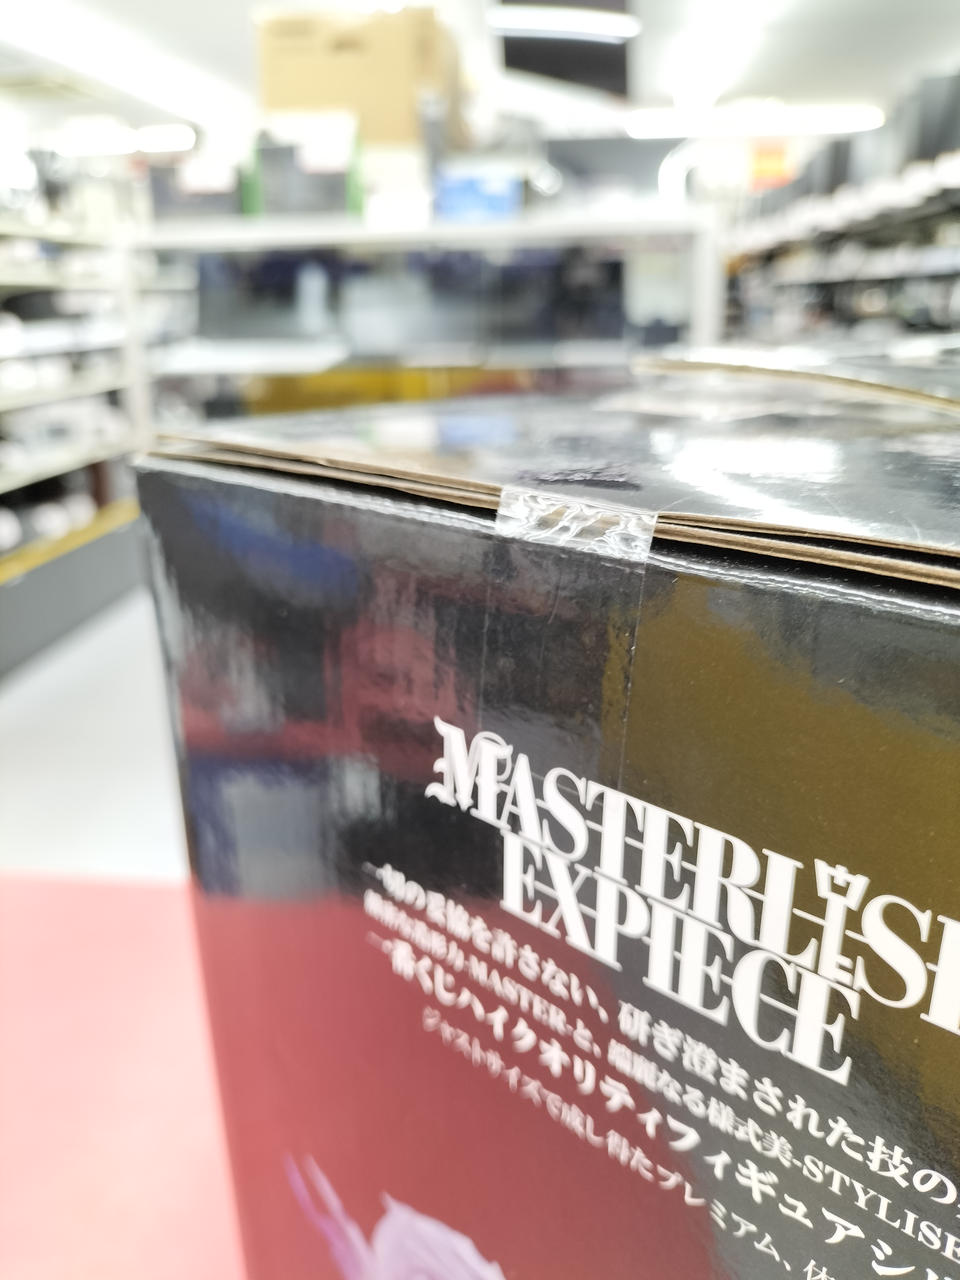 MASTERLISE
EXPIECE
一切の妥協を許さない、研ぎ澄まされた技の
-MASTER-と、端麗なる様式美-STYLISE
一番くじハイクオリティフィギュアシリ
ジャストサイズで成し得たプレミアム、体